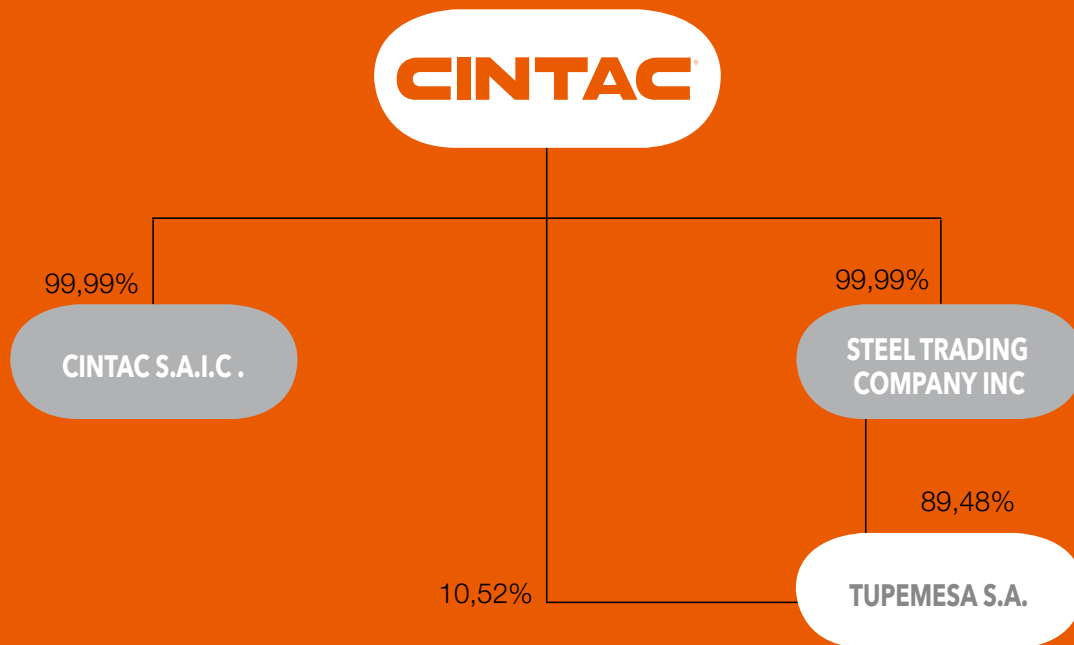 CINTAC®
99,99%
99,99%
CINTAC S.A.I.C .
STEEL TRADING
COMPANY INC
89,48%
10,52%
TUPEMESA S.A.